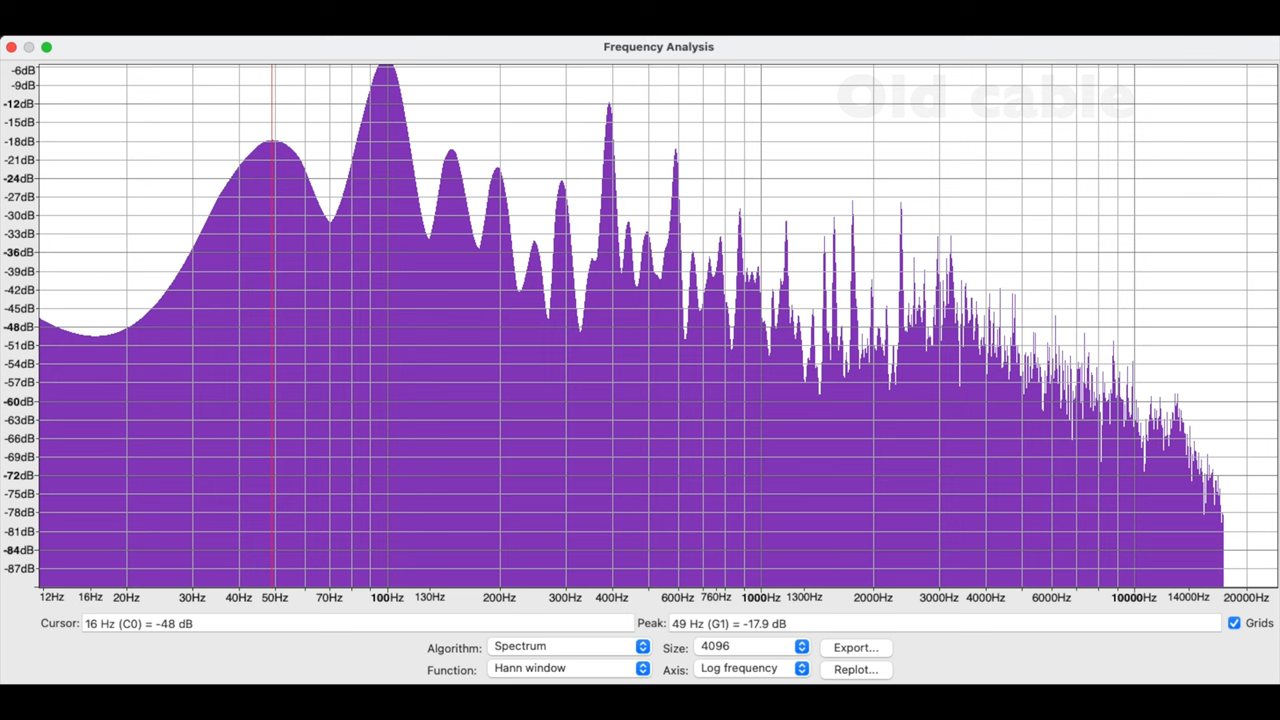 Frequency Analysis
Old cable
-6dB
-9dB
-12dB
-15dB
-18dB
-21dB
-24dB
-27dB
-30dB
-33dB
-36dB
-39dB
-42dB
-45dB
-48dB
-51dB
-54dB
-57dB
-60dB
-63dB
-66dB
-69dB
-72dB
-75dB
-78dB
-81dB
-84dB
-87dB
12Hz 16Hz 20Hz 30Hz 40Hz 50Hz 70Hz 100Hz 130Hz 200Hz 300Hz 400Hz 600Hz 760Hz 1000Hz 1300Hz 2000Hz 3000Hz 4000Hz 6000Hz 10000Hz 14000Hz 20000Hz
Cursor: 16 Hz (C0) = -48 dB Peak: 49 Hz (G1) = -17.9 dB Grids
Algorithm: Spectrum Size: 4096 Export...
Function: Hann window Axis: Log frequency Replot...